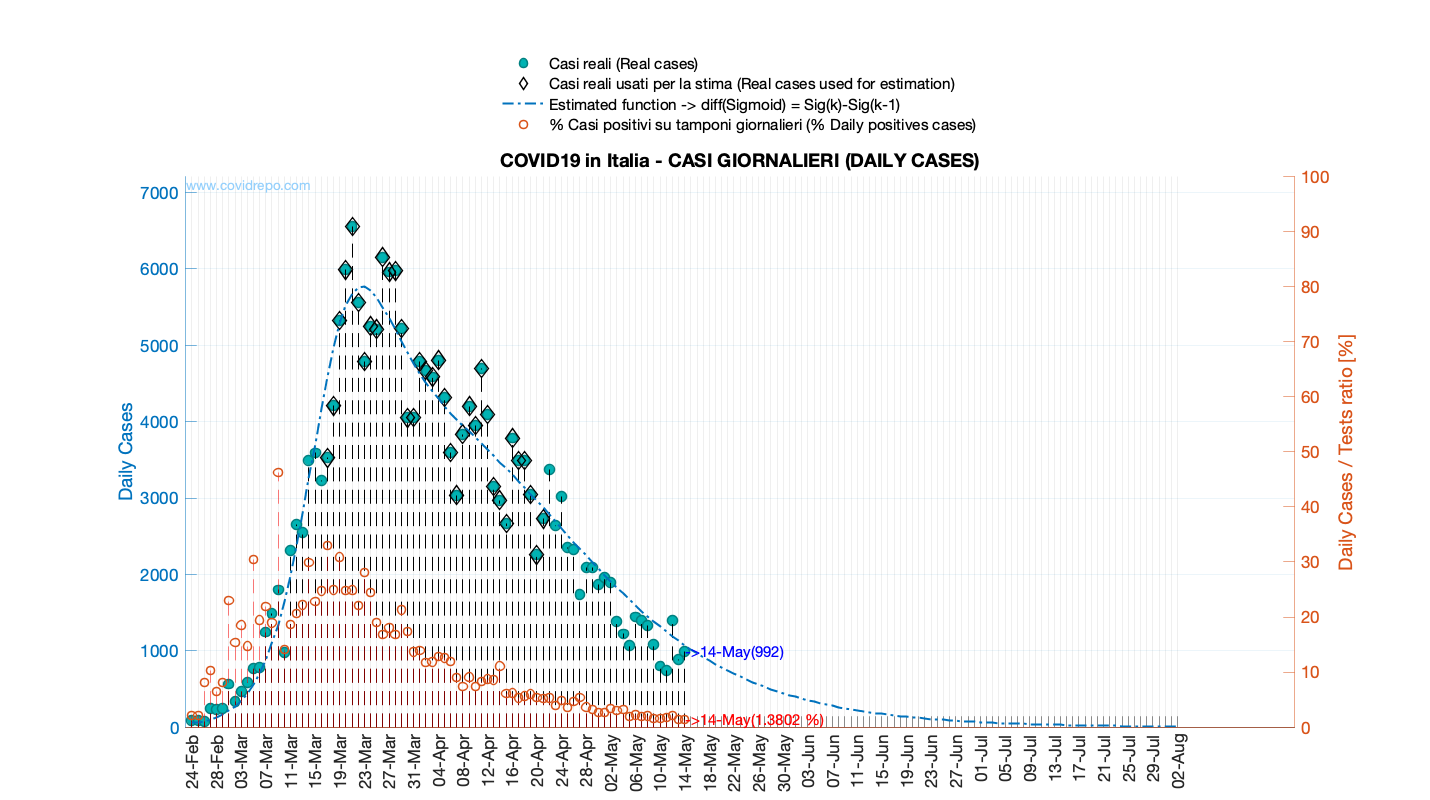 Casi reali (Real cases)
Casi reali usati per la stima (Real cases used for estimation)
Estimated function -> diff(Sigmoid) = Sig(k)-Sig(k-1)
% Casi positivi su tamponi giornalieri (% Daily positives cases)
COVID19 in Italia - CASI GIORNALIERI (DAILY CASES)
www.covidrepo.com
7000
6000
5000
4000
3000
2000
1000
0
Daily Cases
100
90
80
70
60
50
40
30
20
10
0
Daily Cases / Tests ratio [%]
->14-May(992)
->14-May(1.3802 %)
24-Feb
28-Feb
03-Mar
07-Mar
11-Mar
15-Mar
19-Mar
23-Mar
27-Mar
31-Mar
04-Apr
08-Apr
12-Apr
16-Apr
20-Apr
24-Apr
28-Apr
02-May
06-May
10-May
14-May
18-May
22-May
26-May
30-May
03-Jun
07-Jun
11-Jun
15-Jun
19-Jun
23-Jun
27-Jun
01-Jul
05-Jul
09-Jul
13-Jul
17-Jul
21-Jul
25-Jul
29-Jul
02-Aug